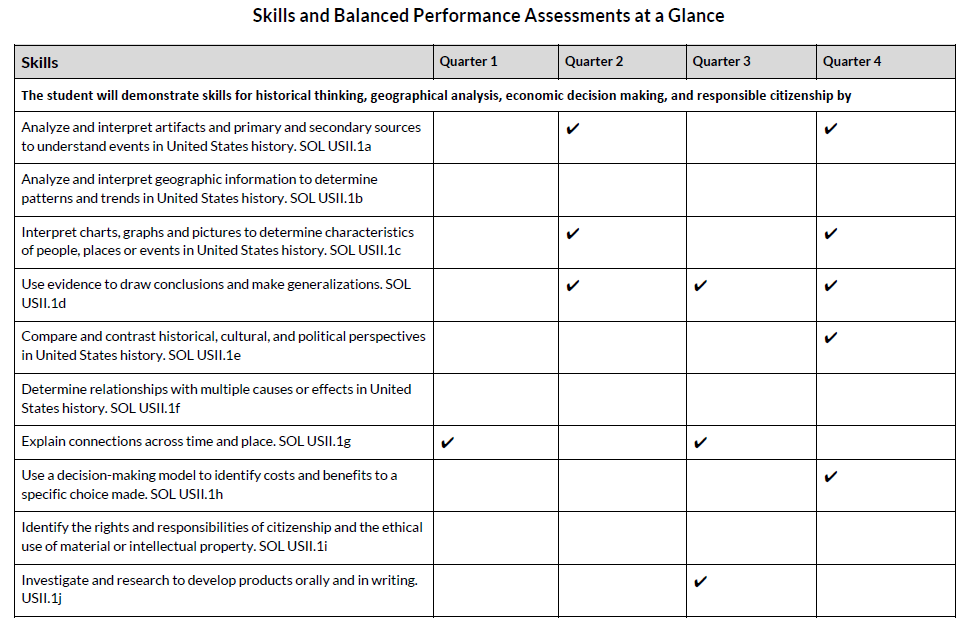 Skills and Balanced Performance Assessments at a Glance
Skills Quarter 1 Quarter 2 Quarter 3 Quarter 4
The student will demonstrate skills for historical thinking, geographical analysis, economic decision making, and responsible citizenship by
Analyze and interpret artifacts and primary and secondary sources
to understand events in United States history. SOL USII.1a
✔ ✔
Analyze and interpret geographic information to determine
patterns and trends in United States history. SOL USII.1b
Interpret charts, graphs and pictures to determine characteristics
of people, places or events in United States history. SOL USII.1c
✔ ✔
Use evidence to draw conclusions and make generalizations. SOL
USII.1d
✔ ✔ ✔
Compare and contrast historical, cultural, and political perspectives
in United States history. SOL USII.1e
✔
Determine relationships with multiple causes or effects in United
States history. SOL USII.1f
Explain connections across time and place. SOL USII.1g
✔ ✔
Use a decision-making model to identify costs and benefits to a
specific choice made. SOL USII.1h
✔
Identify the rights and responsibilities of citizenship and the ethical
use of material or intellectual property. SOL USII.1i
Investigate and research to develop products orally and in writing.
USII.1j
✔